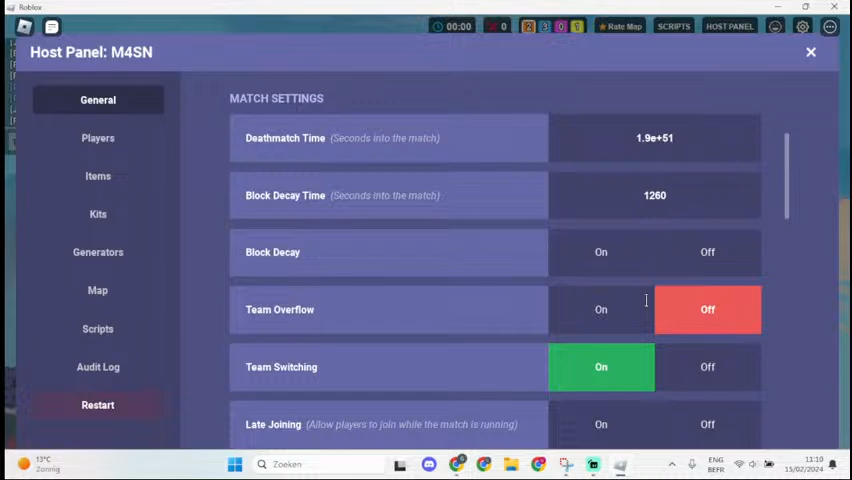 Roblox
00:00
0
2 3 0 1
Rate Map
SCRIPTS
HOST PANEL
Host Panel: M4SN
General
Players
Items
Kits
Generators
Map
Scripts
Audit Log
Restart
MATCH SETTINGS
Deathmatch Time (Seconds into the match) 1.9e+51
Block Decay Time (Seconds into the match) 1260
Block Decay On Off
Team Overflow On Off
Team Switching On Off
Late Joining (Allow players to join while the match is running) On Off
13°C
Zonnig
Zoeken
ENG
BEFR
11:10
15/02/2024